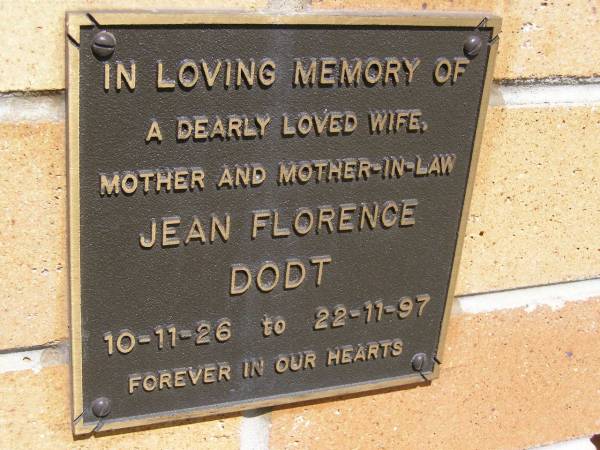 IN LOVING MEMORY OF
A DEARLY LOVED WIFE,
MOTHER AND MOTHER-IN-LAW
JEAN FLORENCE
DODT
10-11-26 to 22-11-97
FOREVER IN OUR HEARTS